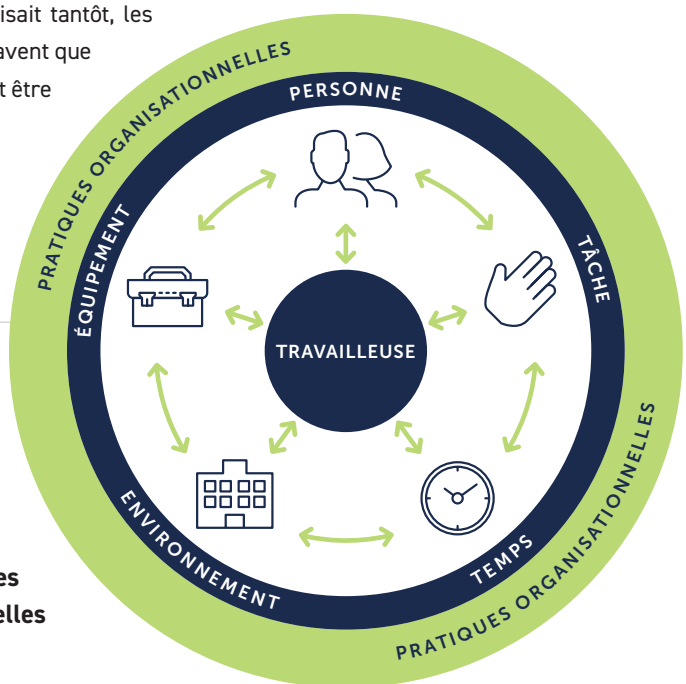 isait tantôt, les
avent que
t être
PRATIQUES ORGANISATIONNELLES
PERSONNE
ÉQUIPEMENT
TÂCHE
TRAVAILLEUSE
ENVIRONNEMENT
TEMPS
PRATIQUES ORGANISATIONNELLES
es
elles